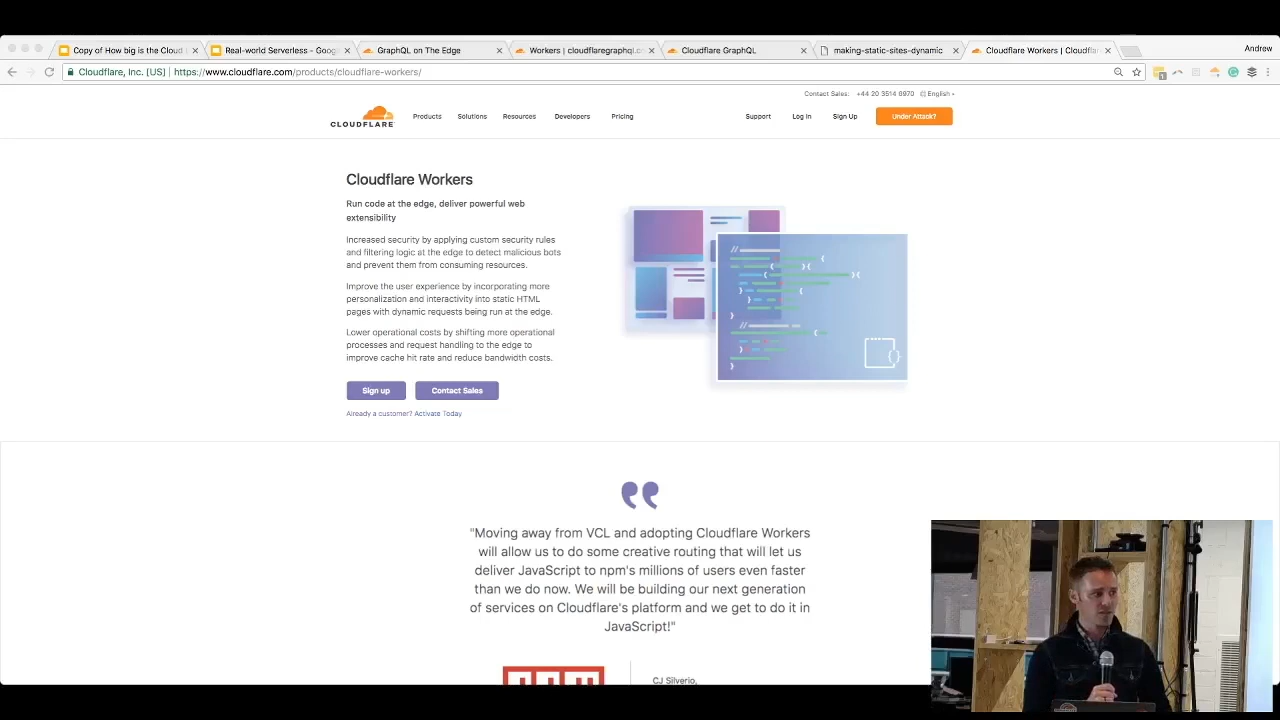 Copy of How big is the Cloud
Real-world Serverless - Goog
GraphQL on The Edge
Workers | cloudflaregraphql.c
Cloudflare GraphQL
making-static-sites-dynamic
Cloudflare Workers | Cloudfla
Andrew
Cloudflare, Inc. [US] | https://www.cloudflare.com/products/cloudflare-workers/
Contact Sales: +44 20 3514 6970 English
CLOUDFLARE
Products Solutions Resources Developers Pricing
Support Log In Sign Up Under Attack?
Cloudflare Workers
Run code at the edge, deliver powerful web
extensibility
Increased security by applying custom security rules
and filtering logic at the edge to detect malicious bots
and prevent them from consuming resources.
Improve the user experience by incorporating more
personalization and interactivity into static HTML
pages with dynamic requests being run at the edge.
Lower operational costs by shifting more operational
processes and request handling to the edge to
improve cache hit rate and reduce bandwidth costs.
Sign up Contact Sales
Already a customer? Activate Today
"Moving away from VCL and adopting Cloudflare Workers
will allow us to do some creative routing that will let us
deliver JavaScript to npm's millions of users even faster
than we do now. We will be building our next generation
of services on Cloudflare's platform and we get to do it in
JavaScript!"
CJ Silverio,